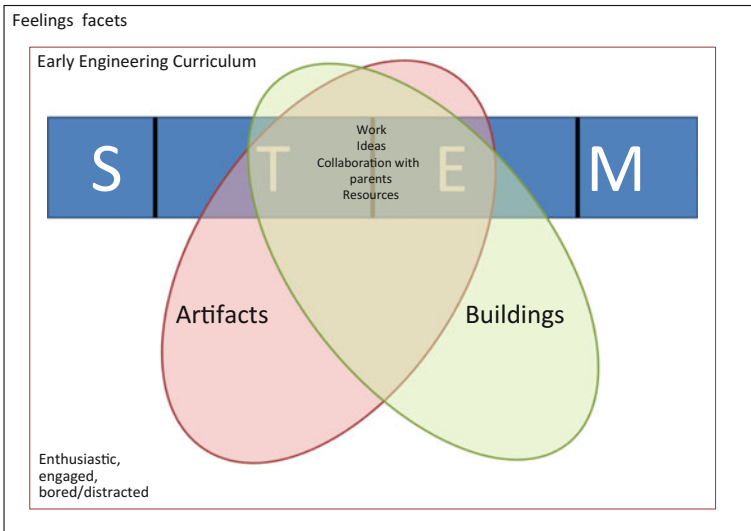 Feelings facets
Early Engineering Curriculum
S T E M
Work
Ideas
Collaboration with
parents
Resources
Artifacts
Buildings
Enthusiastic,
engaged,
bored/distracted